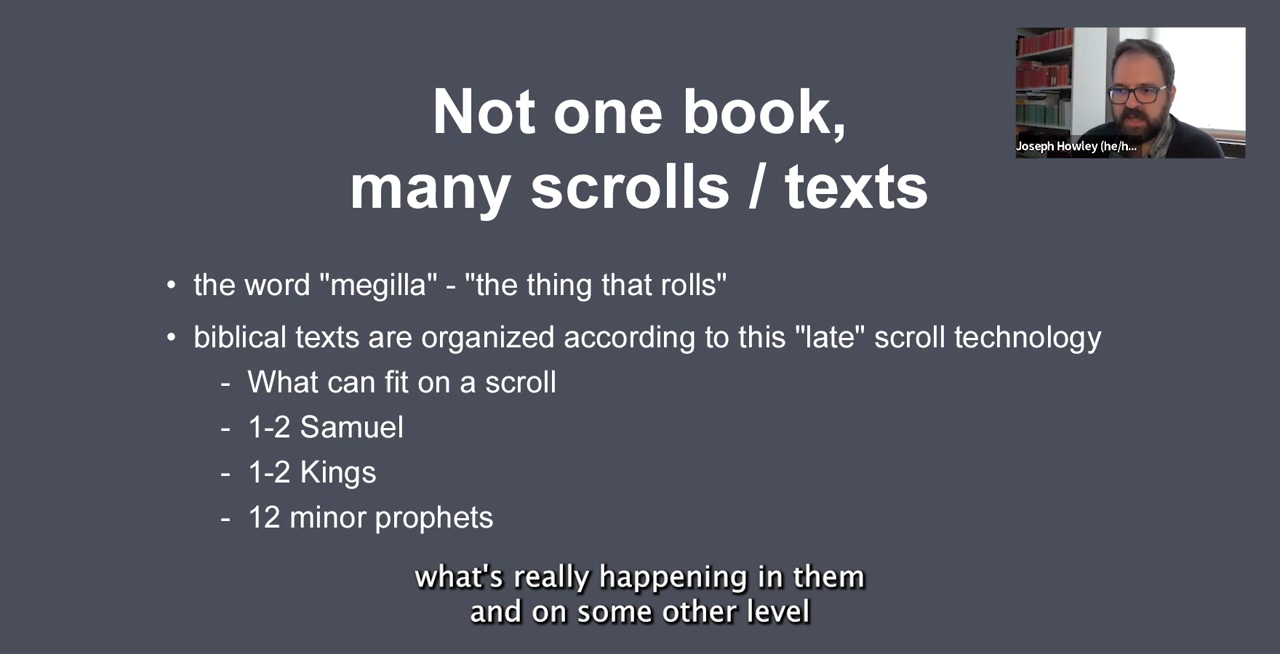 Not one book,
many scrolls / texts
Joseph Howley (he/h...
• the word "megilla" - "the thing that rolls"
• biblical texts are organized according to this "late" scroll technology
- What can fit on a scroll
- 1-2 Samuel
- 1-2 Kings
- 12 minor prophets
what's really happening in them
and on some other level